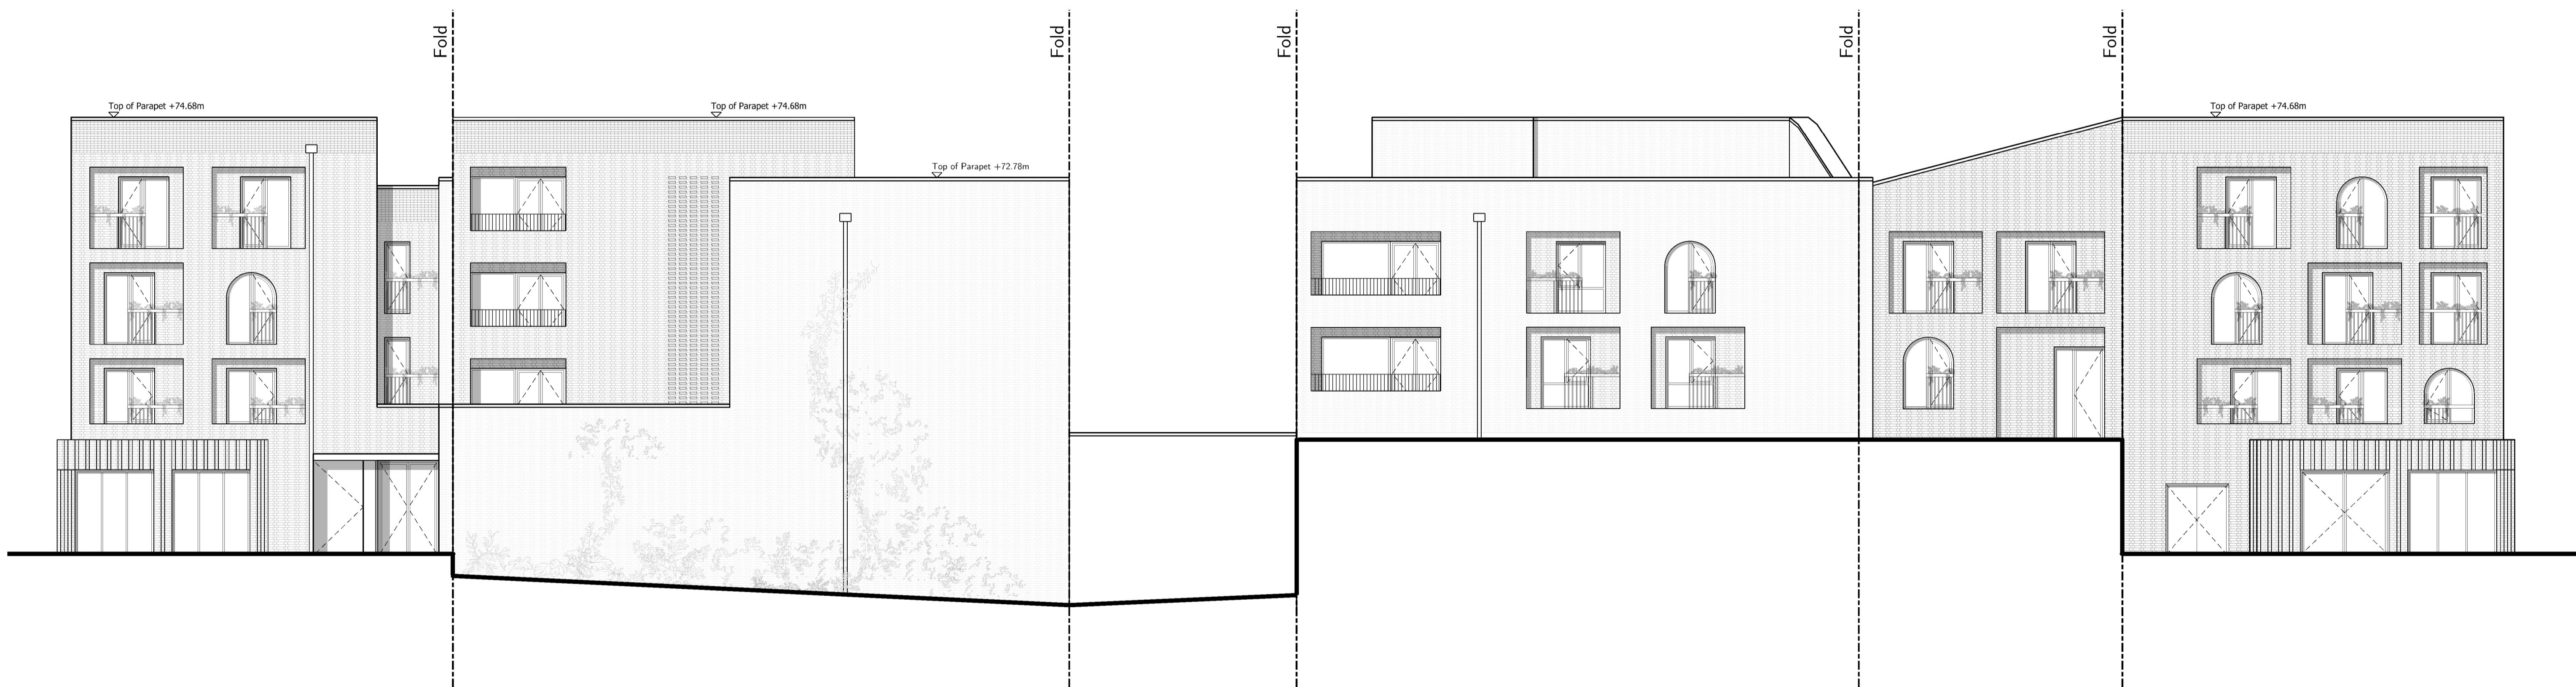 Fold
Fold
Fold
Fold
Fold
Top of Parapet +74.68m
Top of Parapet +74.68m
Top of Parapet +72.78m
Top of Parapet +74.68m